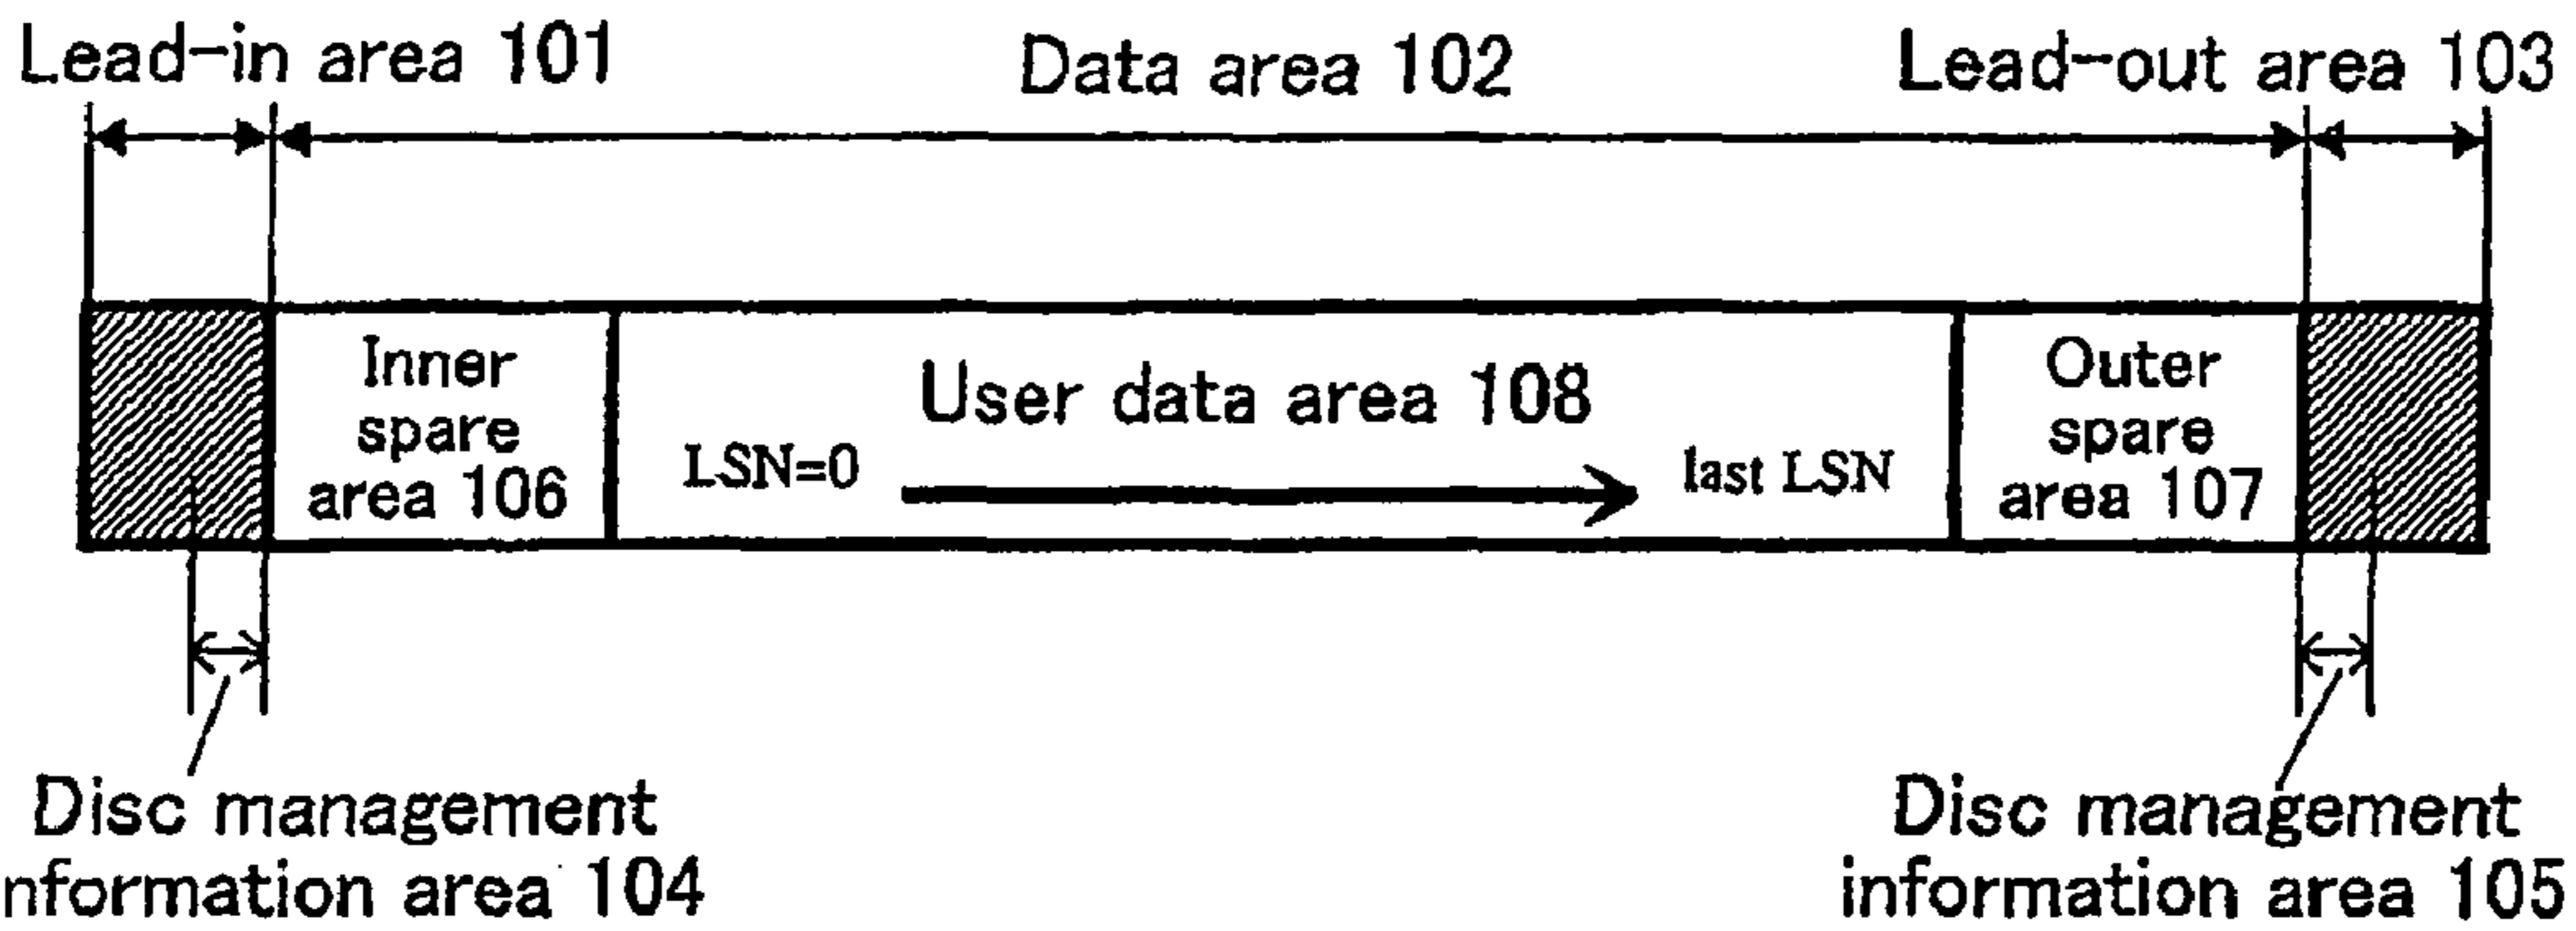 Lead-in area 101
Data area 102
Lead-out area 103
Inner
spare
area 106
User data area 108
LSN=0
last LSN
Outer
spare
area 107
Disc management
nformation area 104
Disc management
information area 105